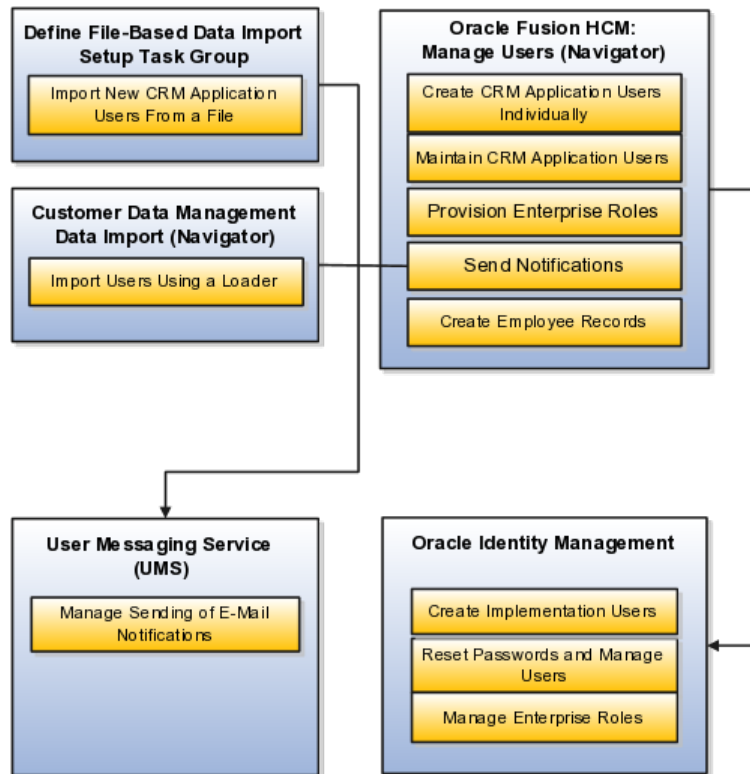 Define File-Based Data Import
Setup Task Group
Import New CRM Application
Users From a File
Customer Data Management
Data Import (Navigator)
Import Users Using a Loader
Oracle Fusion HCM:
Manage Users (Navigator)
Create CRM Application Users
Individually
Maintain CRM Application Users
Provision Enterprise Roles
Send Notifications
Create Employee Records
User Messaging Service
(UMS)
Manage Sending of E-Mail
Notifications
Oracle Identity Management
Create Implementation Users
Reset Passwords and Manage
Users
Manage Enterprise Roles